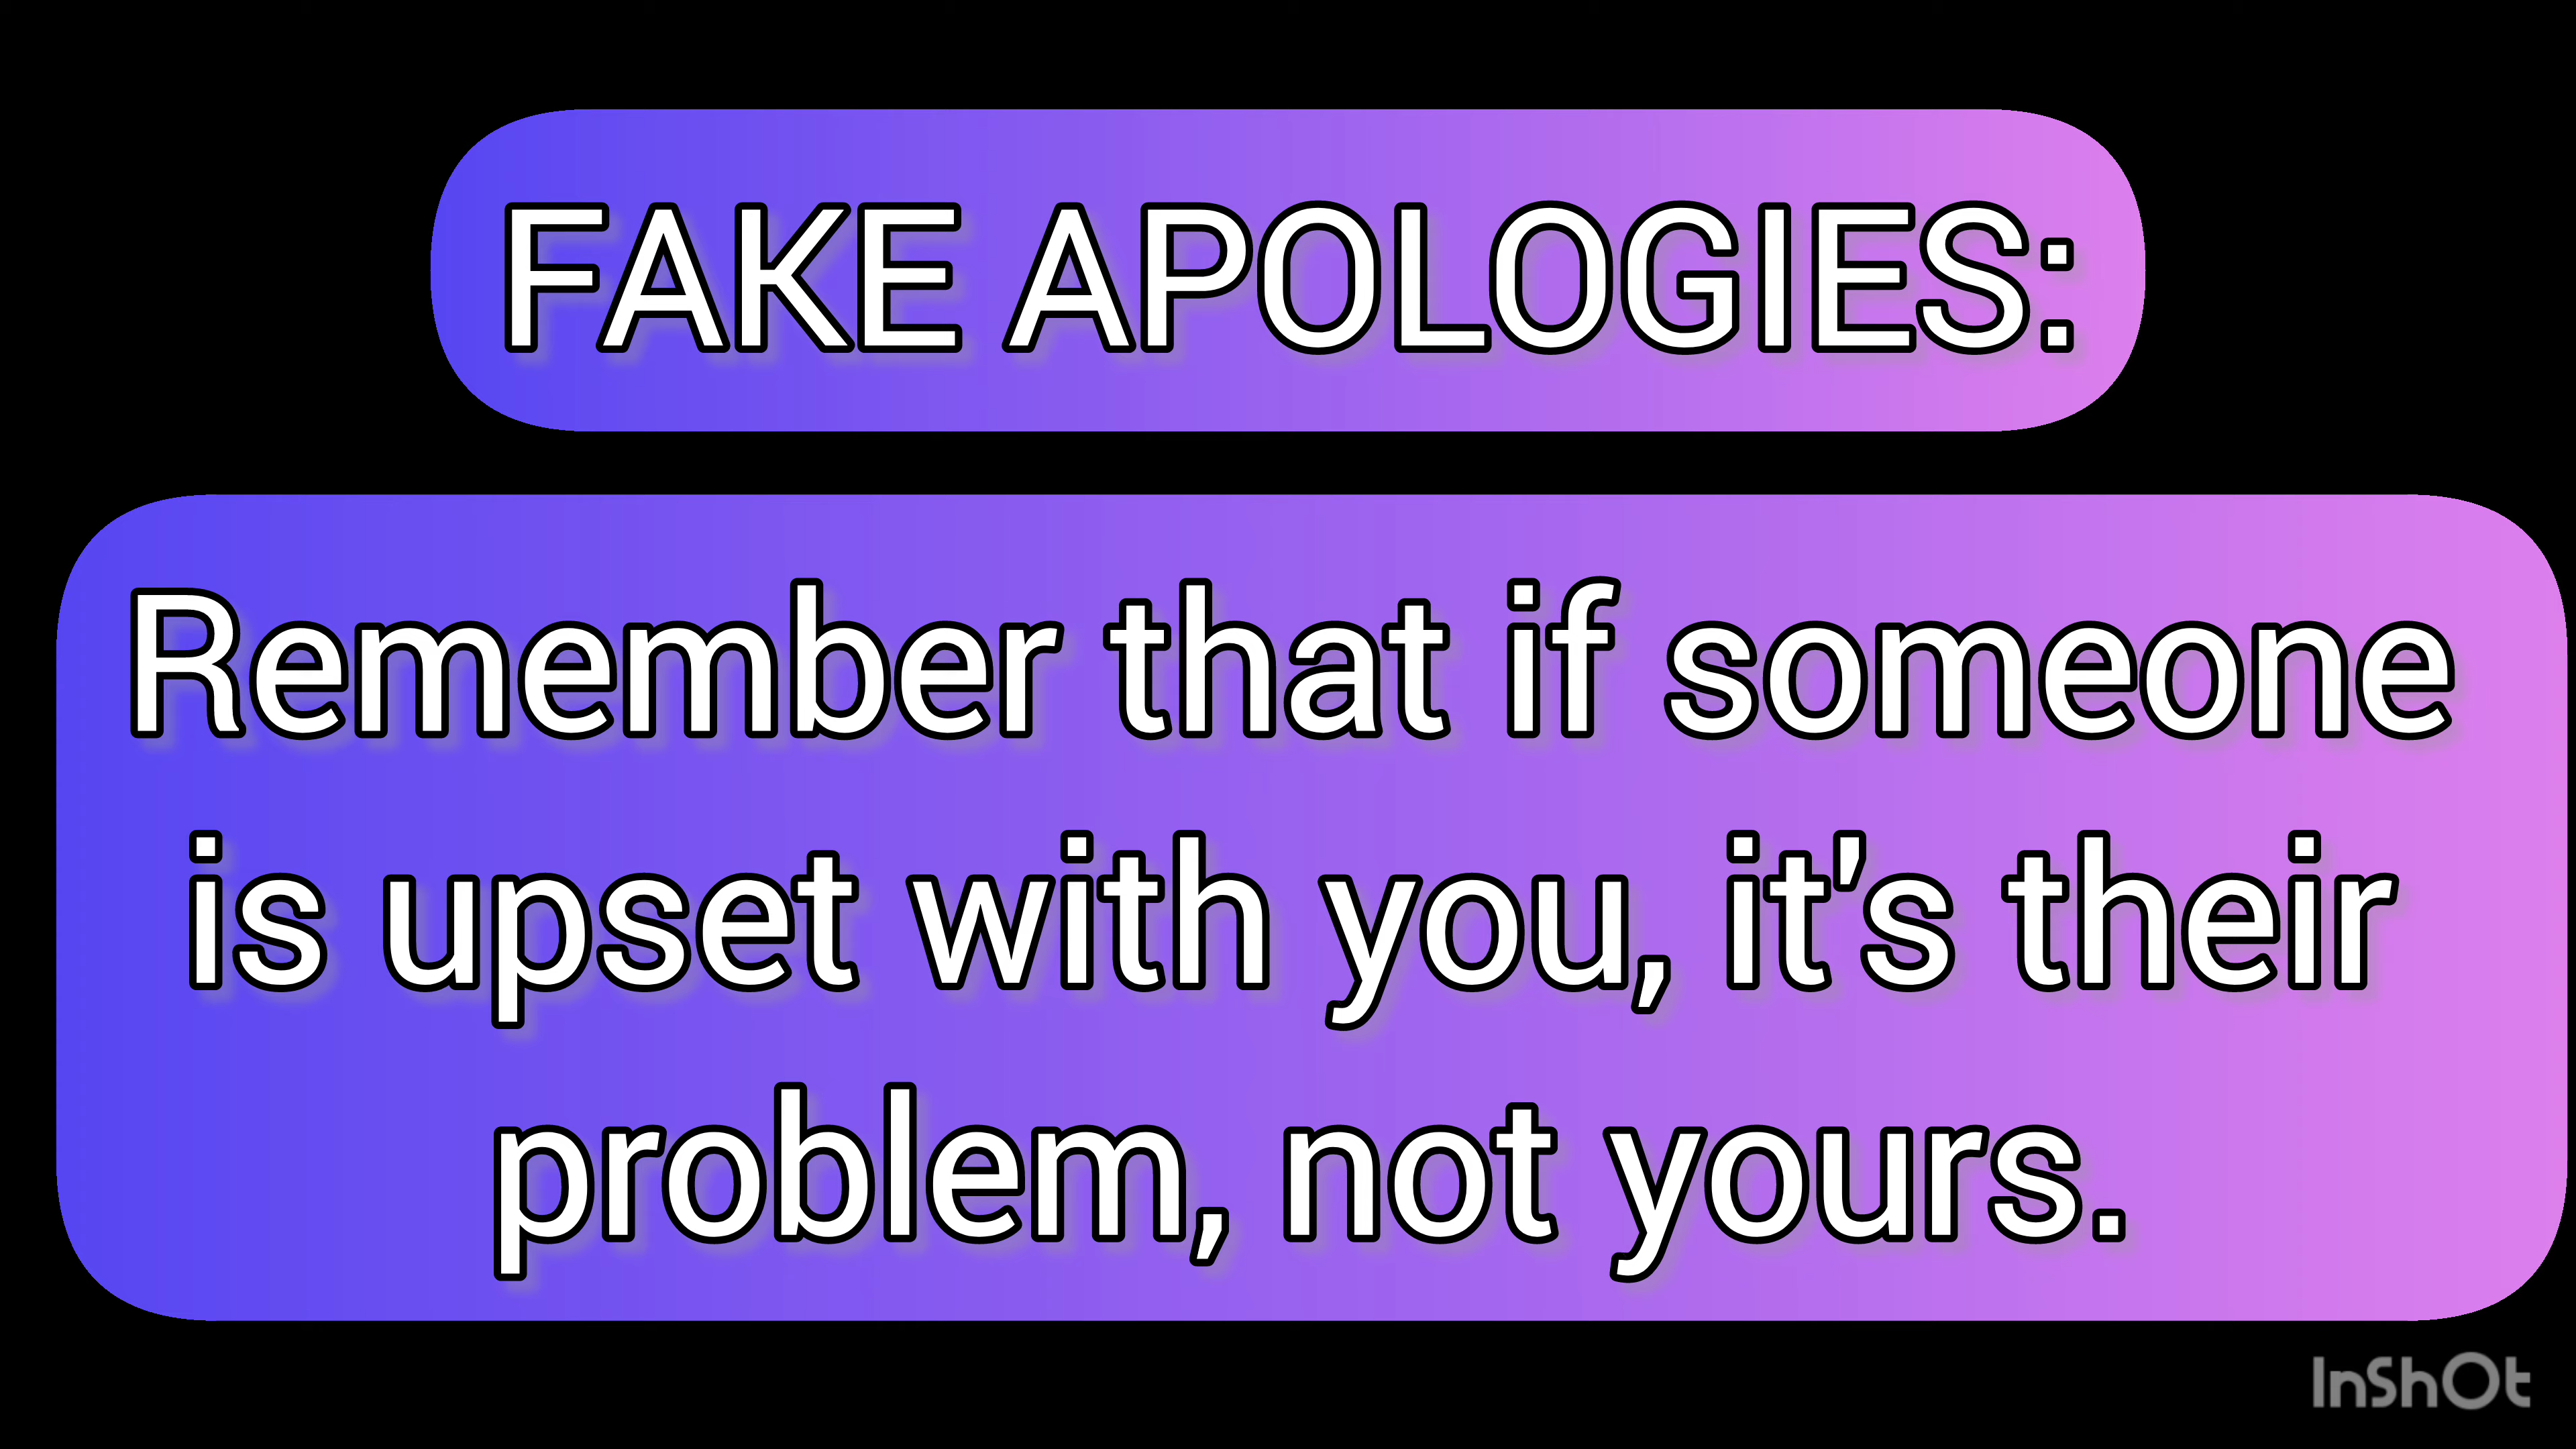 FAKE APOLOGIES:
Remember that if someone
is upset with you, it's their
problem, not yours.
InShOt